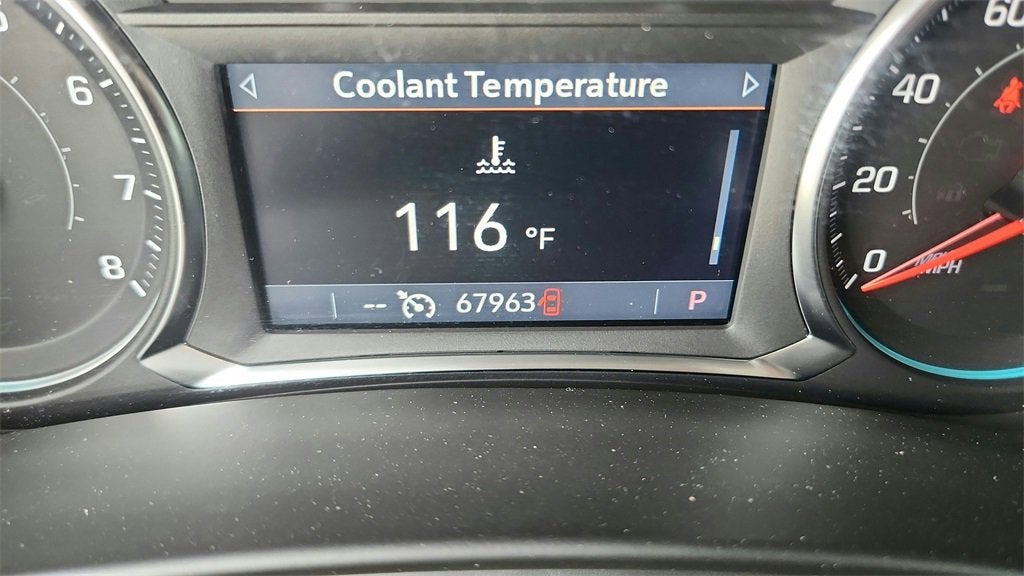 Coolant Temperature
116 °F
-- 67963 P
6
7
8
60
40
20
0
MPH